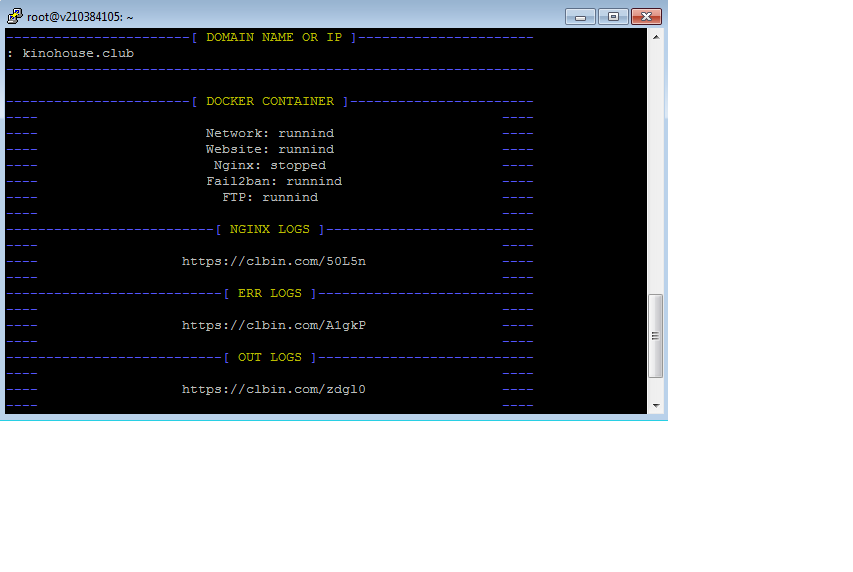 root@v210384105: ~
-----------------------[ DOMAIN NAME OR IP ]----------------------
: kinohouse.club
------------------------------------------------------------------
-----------------------[ DOCKER CONTAINER ]-----------------------
---- ----
---- Network: runnind ----
---- Website: runnind ----
---- Nginx: stopped ----
---- Fail2ban: runnind ----
---- FTP: runnind ----
---- ----
--------------------------[ NGINX LOGS ]--------------------------
---- ----
---- https://clbin.com/50L5n ----
---- ----
---------------------------[ ERR LOGS ]---------------------------
---- ----
---- https://clbin.com/A1gkP ----
---- ----
---------------------------[ OUT LOGS ]---------------------------
---- ----
---- https://clbin.com/zdgl0 ----
---- ----